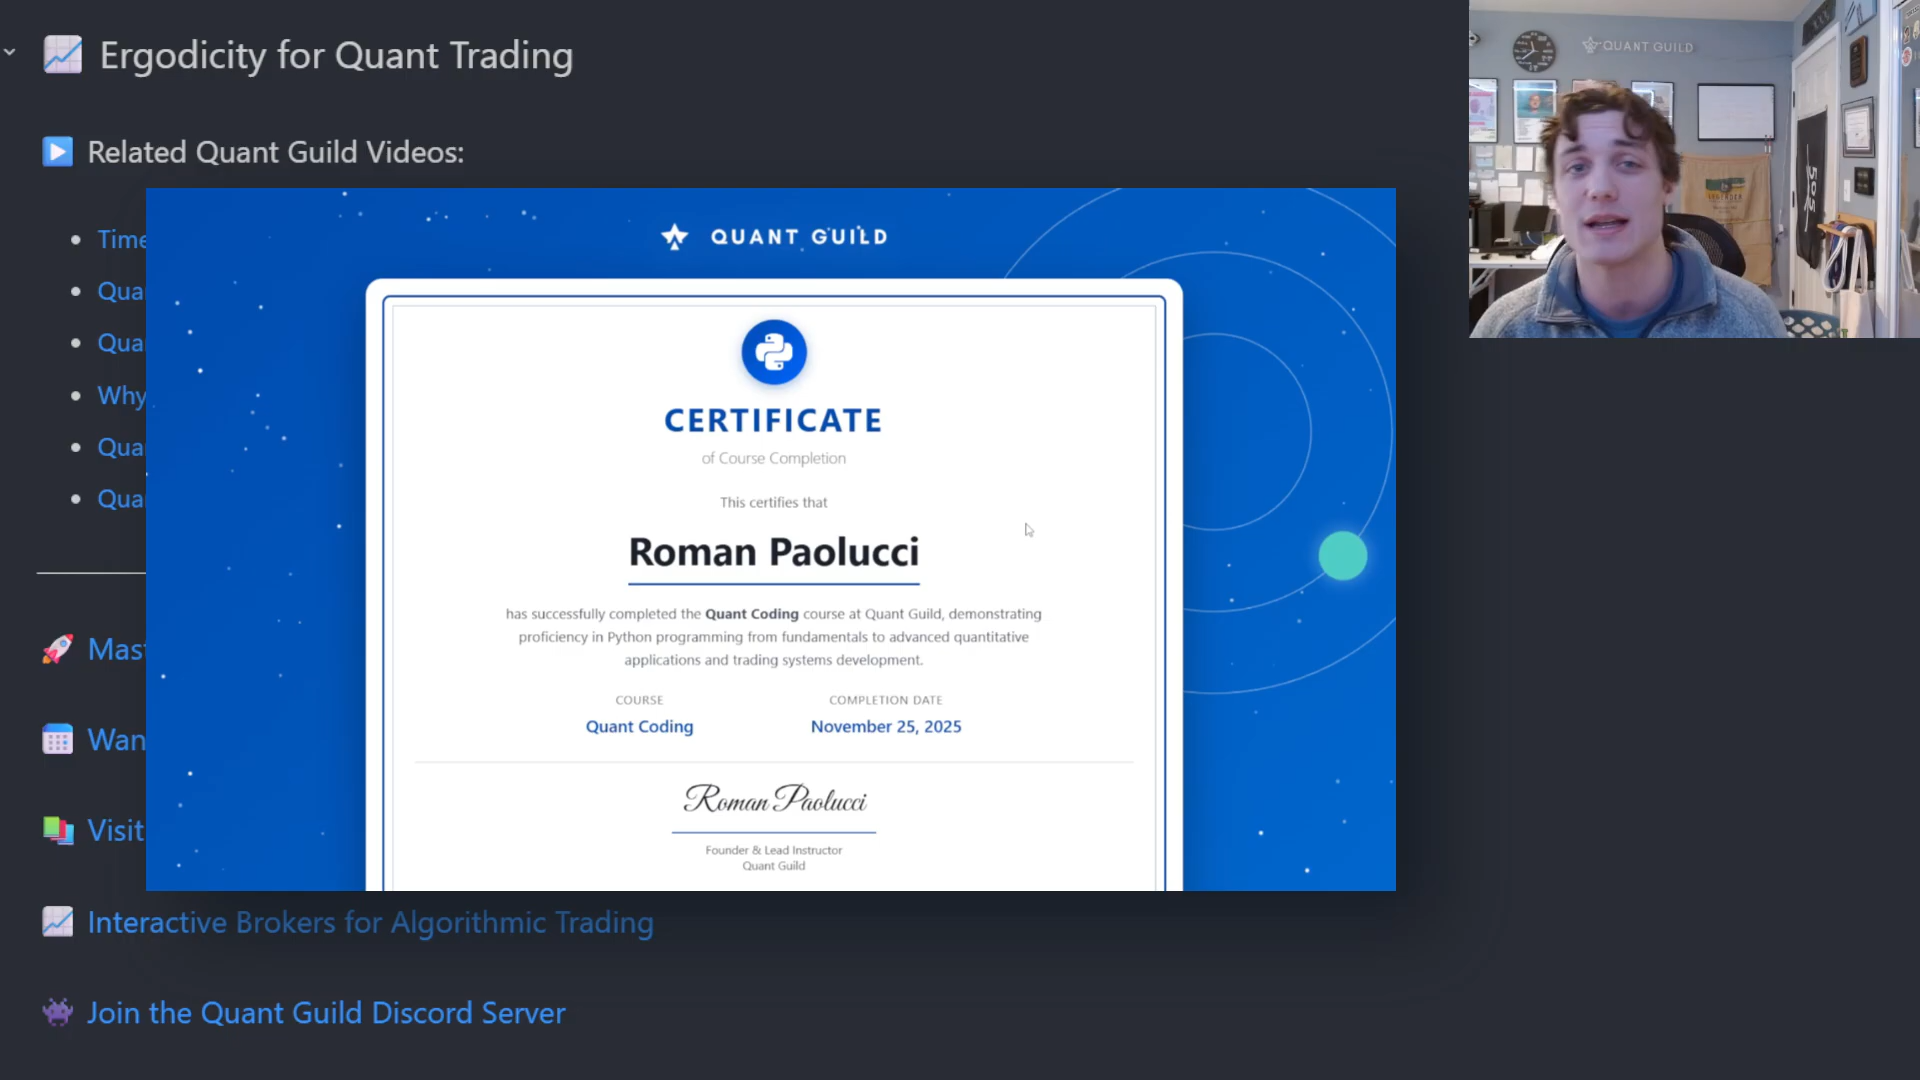 Ergodicity for Quant Trading
Related Quant Guild Videos:
Time
Qua
Qua
Why
Qua
Qua
Mast
Wan
Visit
Interactive Brokers for Algorithmic Trading
Join the Quant Guild Discord Server
QUANT GUILD
CERTIFICATE
of Course Completion
This certifies that
Roman Paolucci
has successfully completed the Quant Coding course at Quant Guild, demonstrating
proficiency in Python programming from fundamentals to advanced quantitative
applications and trading systems development.
COURSE
Quant Coding
COMPLETION DATE
November 25, 2025
Roman Paolucci
Founder & Lead Instructor
Quant Guild
QUANT GUILD
505